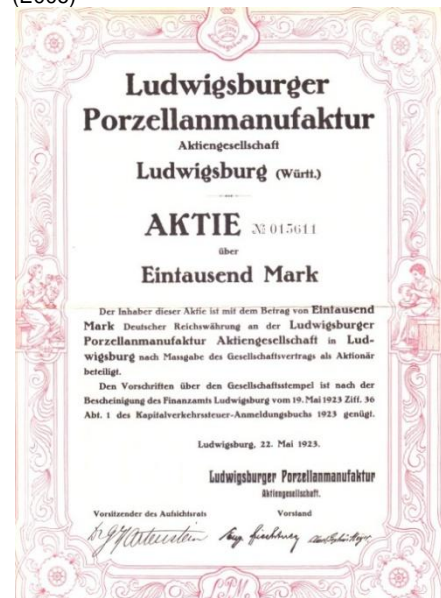 Ludwigsburger
Porzellanmanufaktur
Aktiengesellschaft
Ludwigsburg (Württ.)
AKTIE № 015611
über
Eintausend Mark
Der Inhaber dieser Aktie ist mit dem Betrag von Eintausend
Mark Deutscher Reichswährung an der Ludwigsburger
Porzellanmanufaktur Aktiengesellschaft in Lud-
wigsburg nach Massgabe des Gesellschaftsvertrags als Aktionär
beteiligt.
Den Vorschriften über den Gesellschaftsstempel ist nach der
Bescheinigung des Finanzamts Ludwigsburg vom 19. Mai 1923 Ziff. 36
Abt. 1 des Kapitalverkehrssteuer-Anmeldungsbuchs 1923 genügt.
Ludwigsburg, 22. Mai 1923.
Ludwigsburger Porzellanmanufaktur
Aktiengesellschaft.
Vorsitzender des Aufsichtsrats Vorstand
L.P.M.